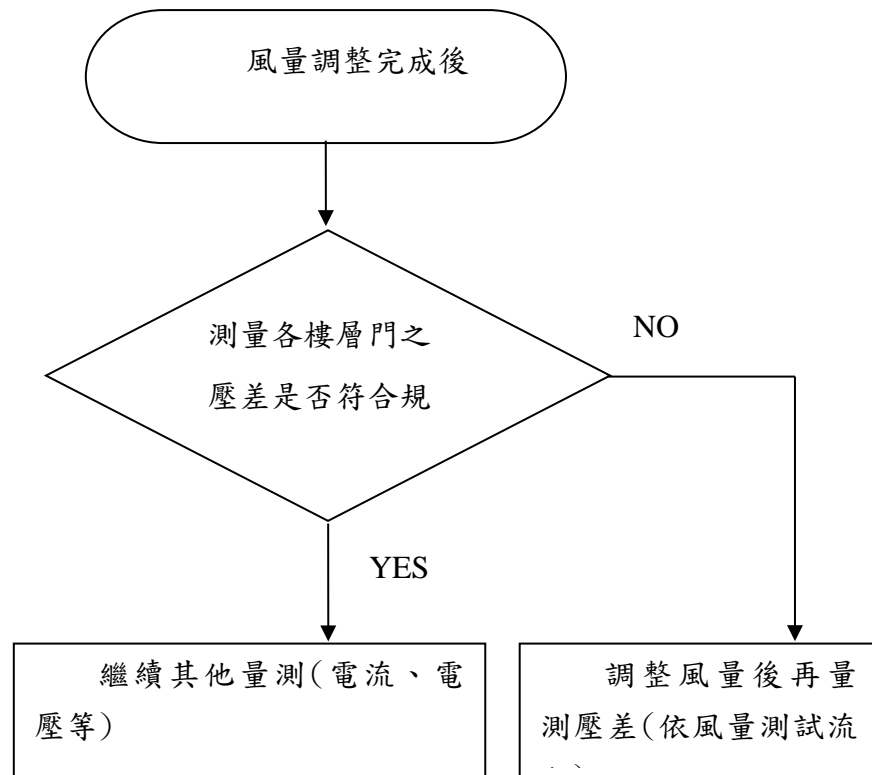 風量調整完成後
測量各樓層門之
壓差是否符合規
NO
YES
繼續其他量測(電流、電
壓等)
調整風量後再量
測壓差(依風量測試流